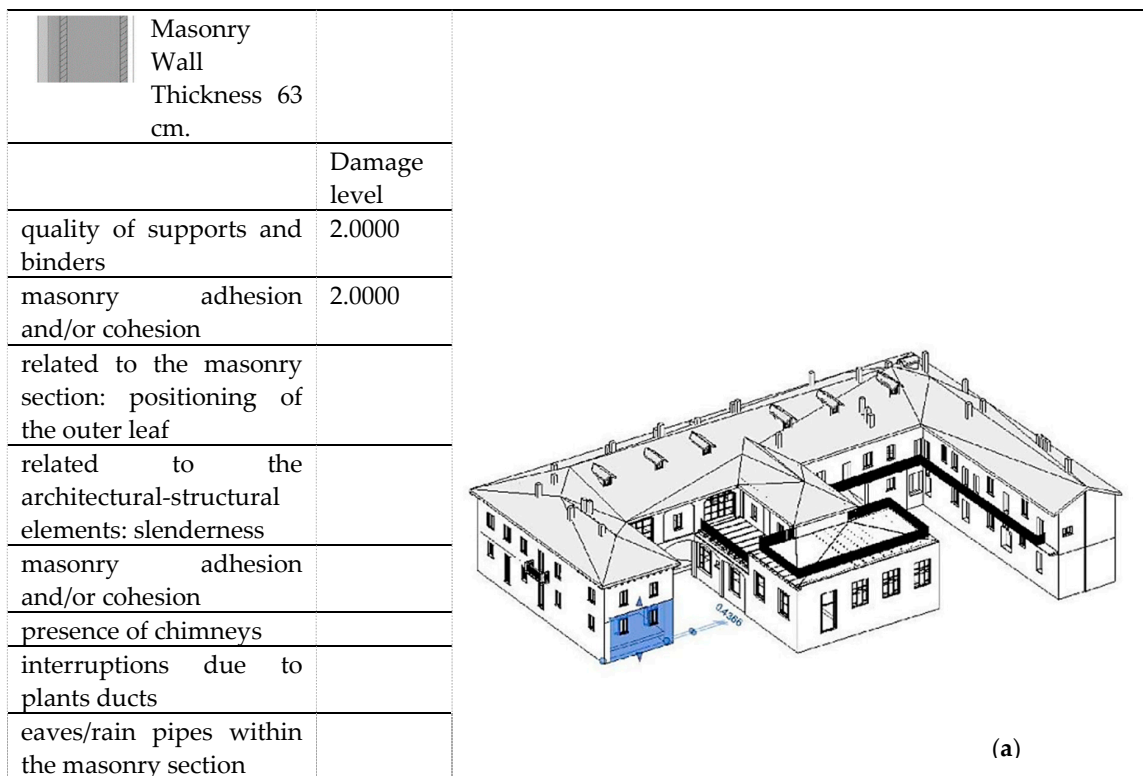 Masonry
Wall
Thickness 63
cm.
Damage
level
quality of supports and
binders
2.0000
masonry adhesion
and/or cohesion
2.0000
related to the masonry
section: positioning of
the outer leaf
related to the
architectural-structural
elements: slenderness
masonry adhesion
and/or cohesion
presence of chimneys
interruptions due to
plants ducts
eaves/rain pipes within
the masonry section
0.4366
(a)